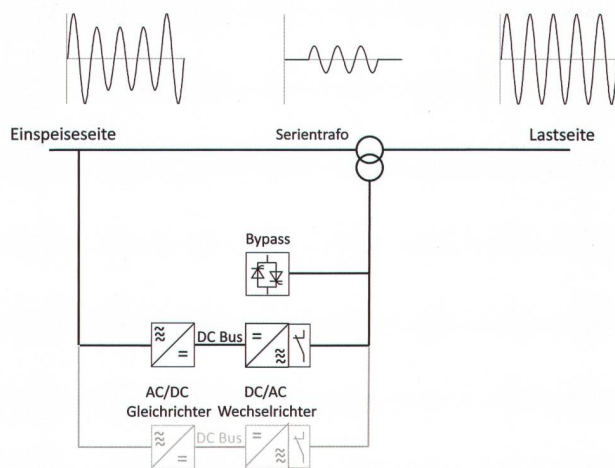 Einspeiseseite
Serientrafo
Lastseite
Bypass
DC Bus
AC/DC
Gleichrichter
DC/AC
Wechselrichter
DC Bus